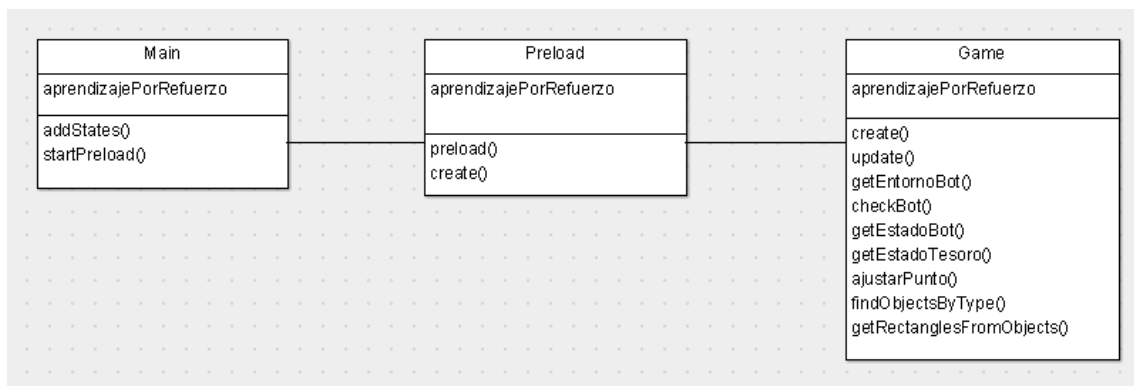 Main
aprendizajePorRefuerzo
addStates()
startPreload()
Preload
aprendizajePorRefuerzo
preload()
create()
Game
aprendizajePorRefuerzo
create()
update()
getEntornoBot()
checkBot()
getEstadoBot()
getEstadoTesoro()
ajustarPunto()
findObjectsByType()
getRectanglesFromObjects()